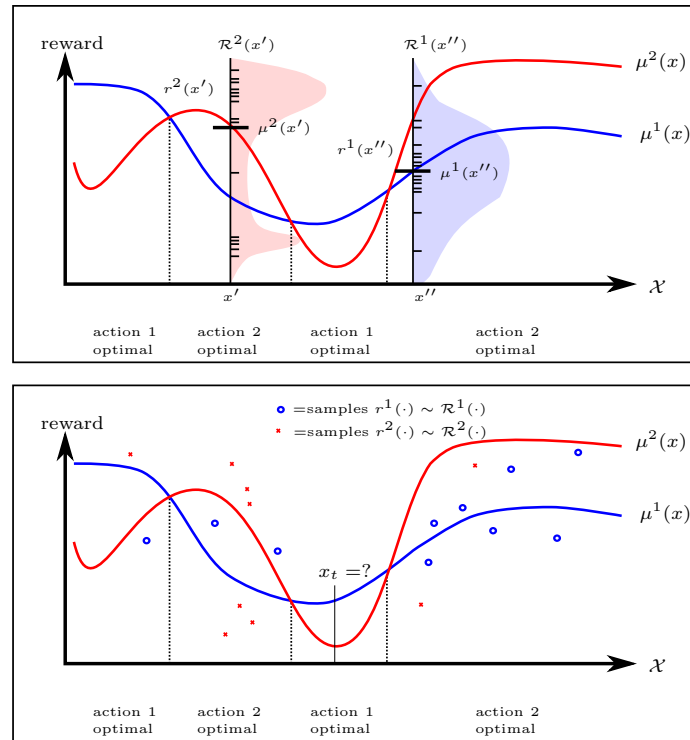 reward
ℛ²(x′)
ℛ¹(x″)
μ²(x)
r²(x′)
μ²(x′)
μ¹(x)
r¹(x″)
μ¹(x″)
x′
x″
𝒳
action 1 action 2 action 1 action 2
optimal optimal optimal optimal
=samples r¹(·) ∼ ℛ¹(·)
reward
=samples r²(·) ∼ ℛ²(·)
μ²(x)
μ¹(x)
x_t =?
𝒳
action 1 action 2 action 1 action 2
optimal optimal optimal optimal